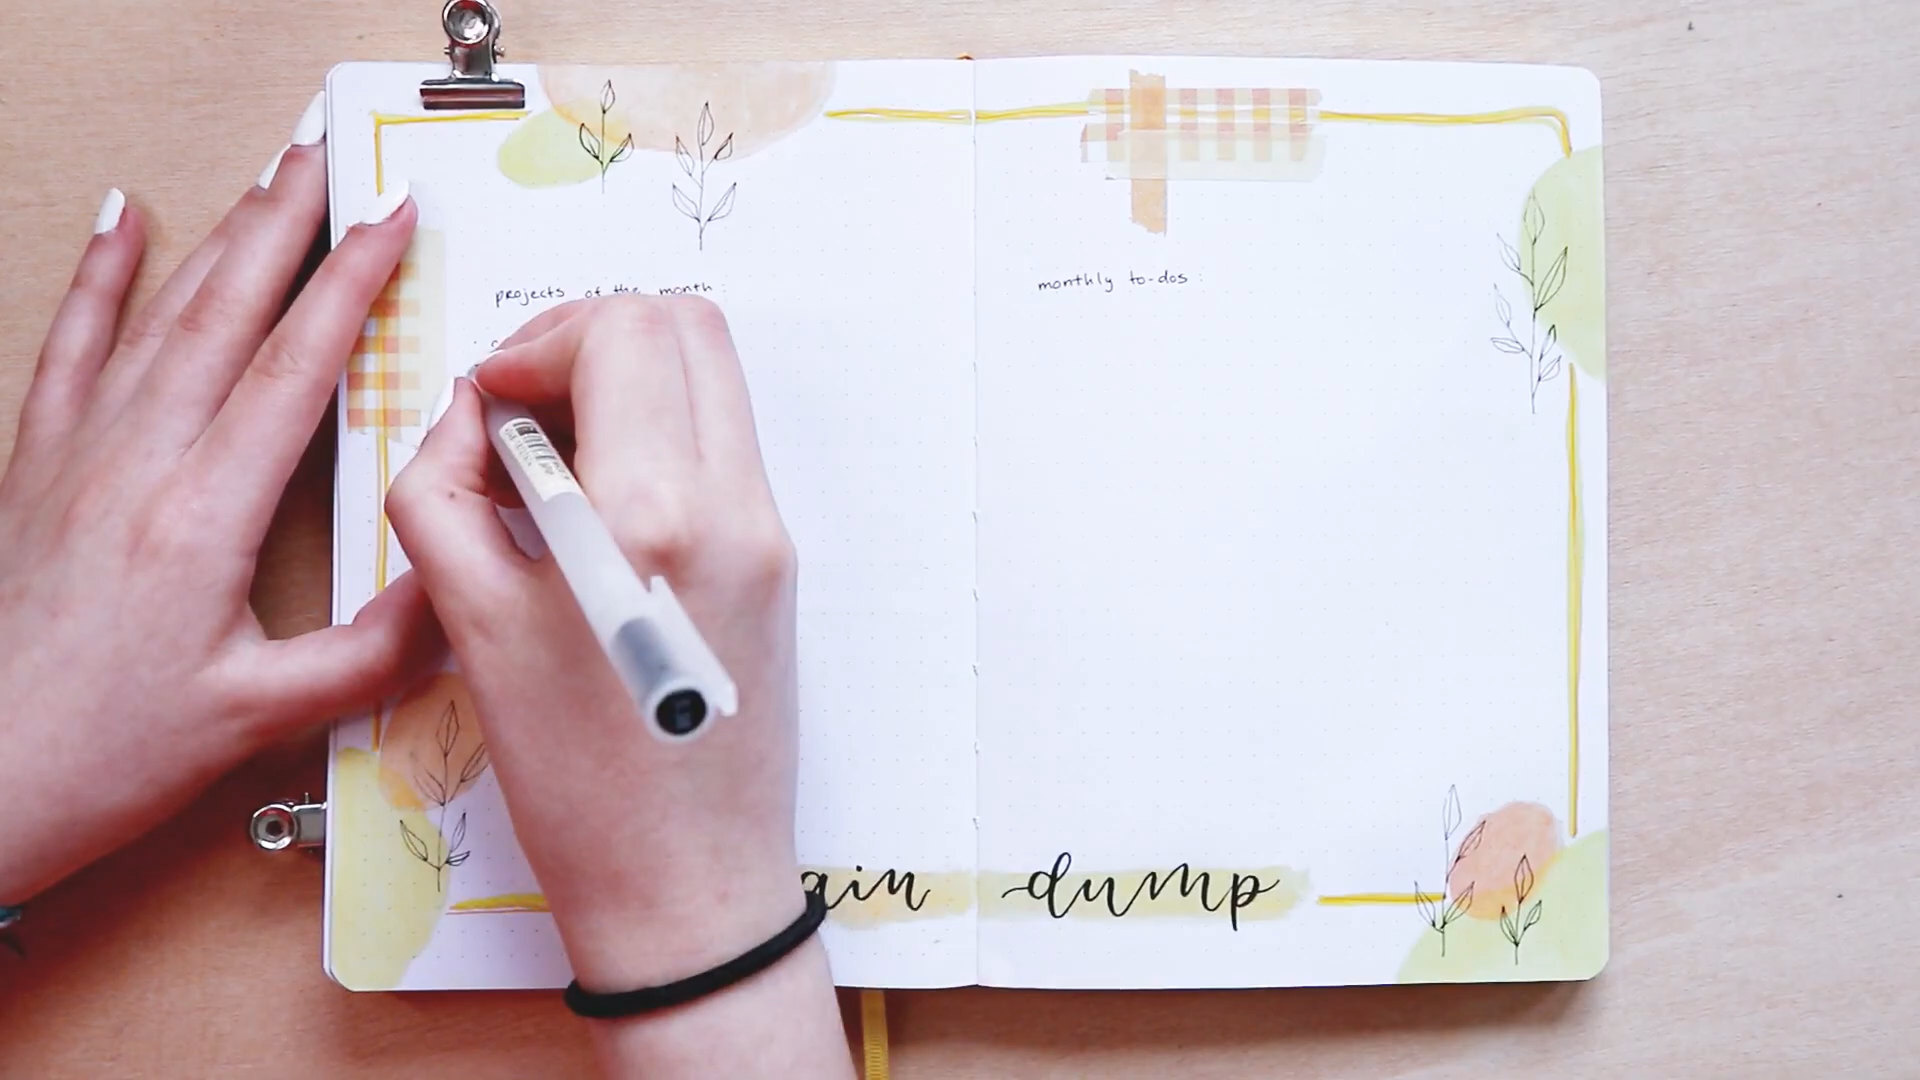 projects of the month:
monthly to-dos:
ain dump